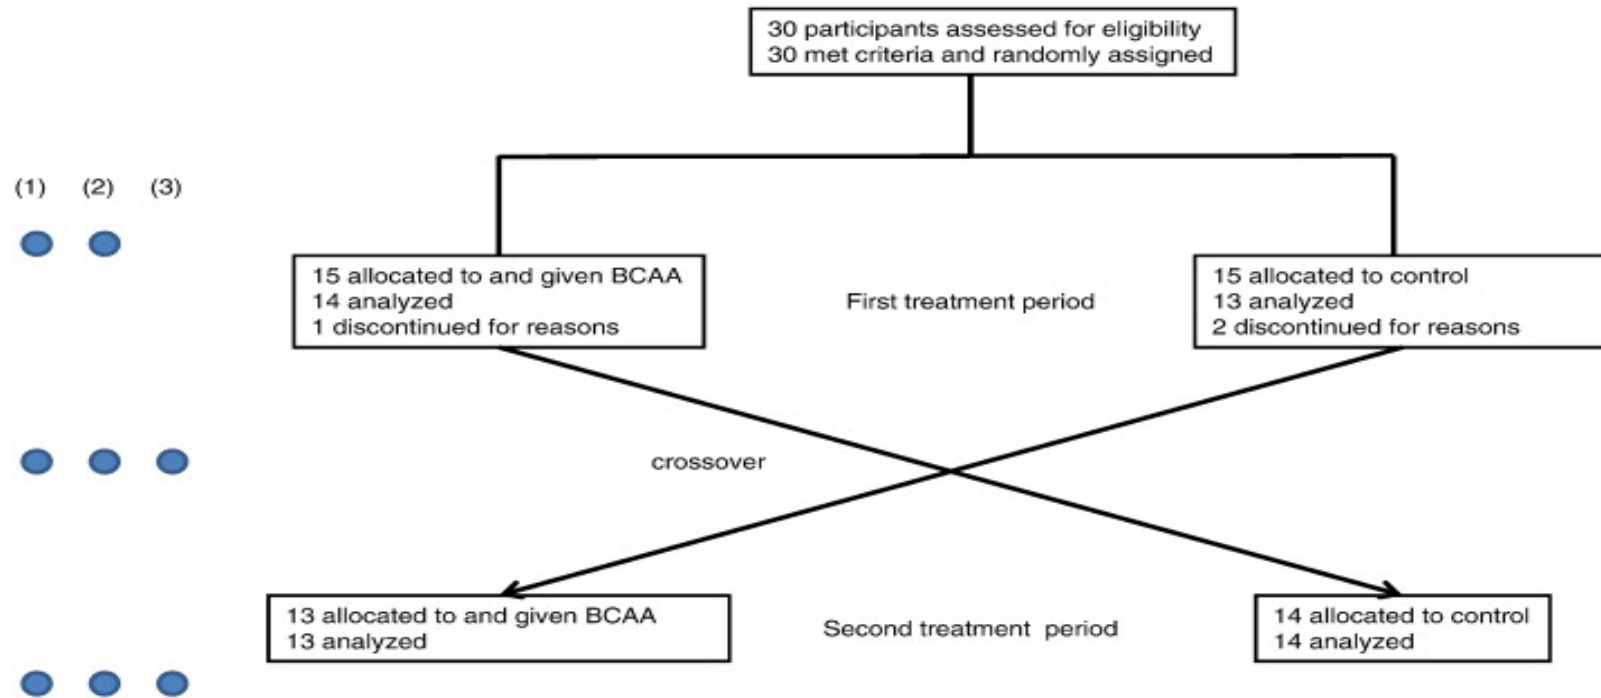 30 participants assessed for eligibility
30 met criteria and randomly assigned
(1) (2) (3)
15 allocated to and given BCAA
14 analyzed
1 discontinued for reasons
First treatment period
15 allocated to control
13 analyzed
2 discontinued for reasons
crossover
13 allocated to and given BCAA
13 analyzed
Second treatment period
14 allocated to control
14 analyzed